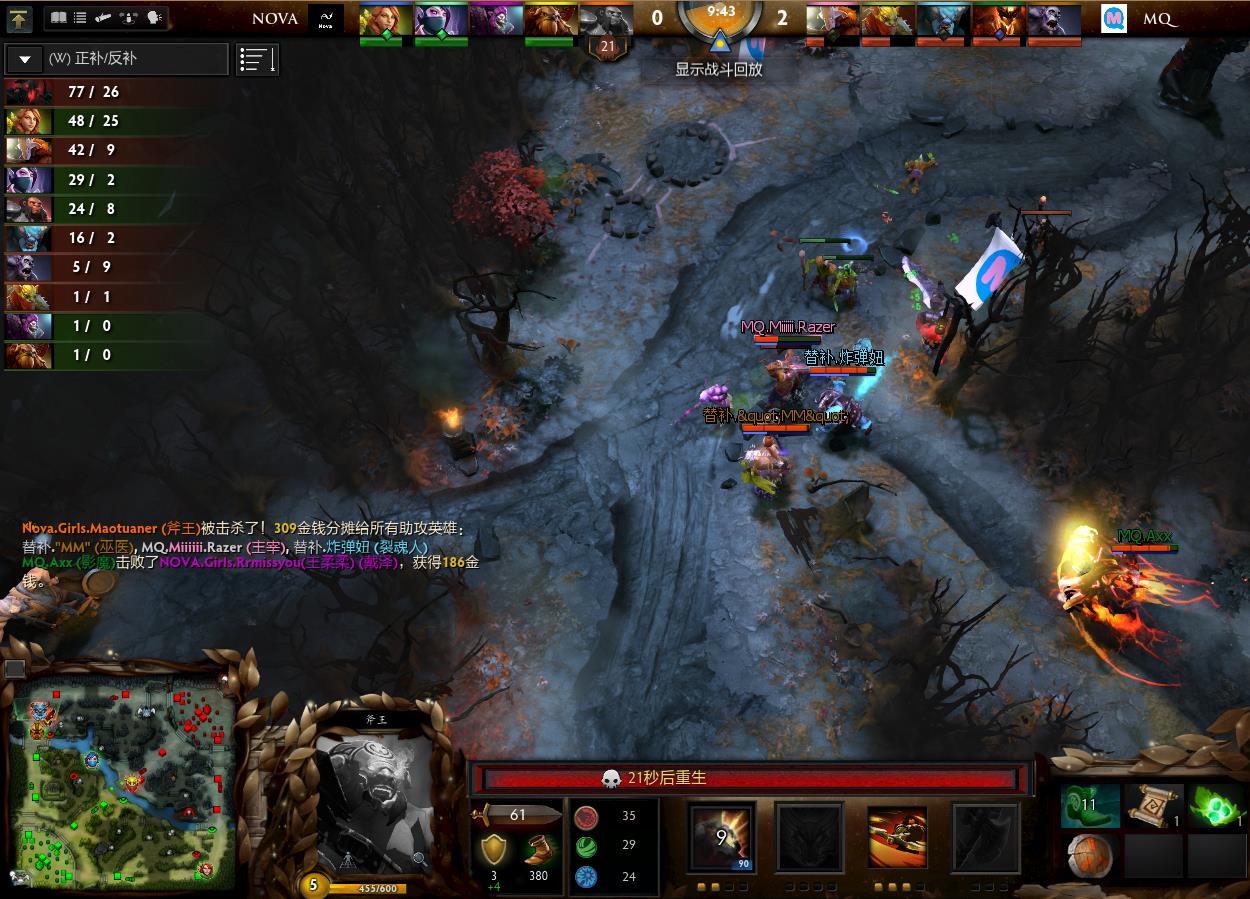 NOVA
Nova
0
9:43
2
M
MQ
21
显示战斗回放
(W) 正补/反补
77 / 26
48 / 25
42 / 9
29 / 2
24 / 8
16 / 2
5 / 9
1 / 1
1 / 0
1 / 0
+5
+5
MQ.Miiiiii.Razer
替补.炸弹妞
替补.&quot;MM&quot;
MQ.Axx
Nova.Girls.Maotuaner (斧王)被击杀了! 309金钱分摊给所有助攻英雄:
替补."MM" (巫医), MQ.Miiiiii.Razer (主宰), 替补.炸弹妞 (裂魂人)
MQ.Axx (影魔)击败了NOVA.Girls.Rrmissyou(王柔柔) (戴泽), 获得186金
钱。
斧王
21秒后重生
61
35
29
24
3
+4
380
5
455/600
9
90
11
1
1